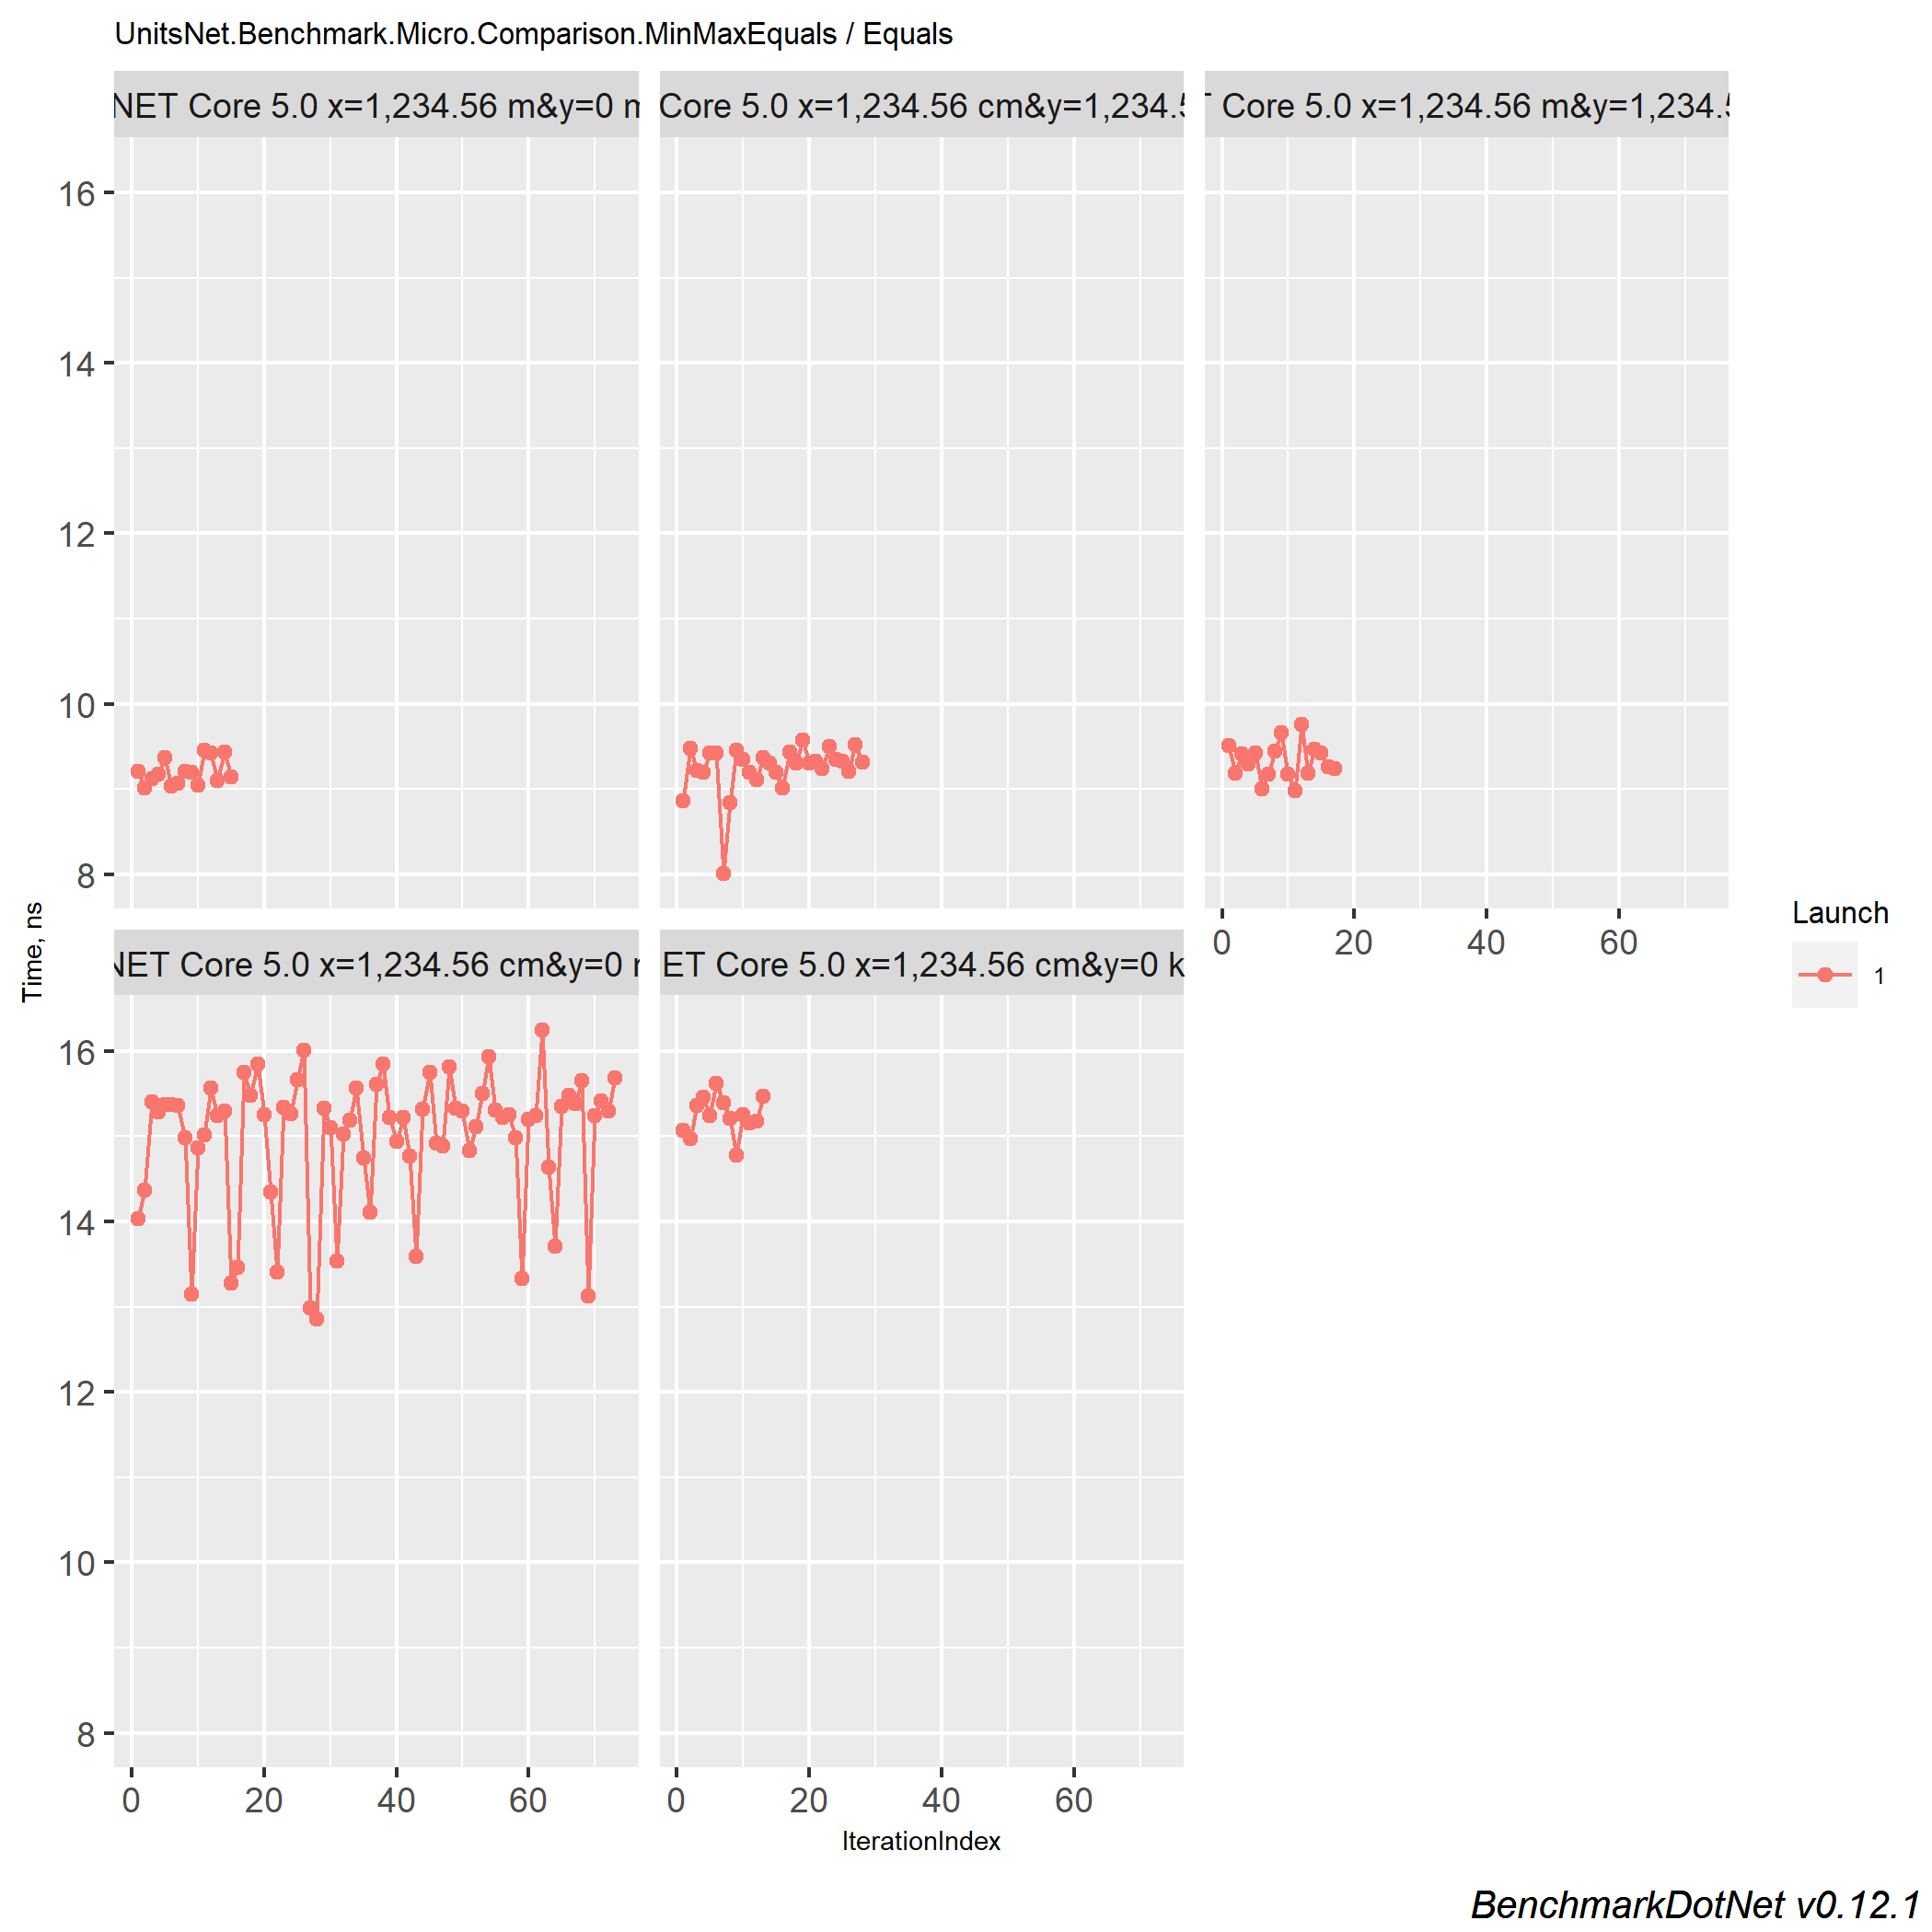 UnitsNet.Benchmark.Micro.Comparison.MinMaxEquals / Equals
NET Core 5.0 x=1,234.56 m&y=0 m
Core 5.0 x=1,234.56 cm&y=1,234.5
Core 5.0 x=1,234.56 m&y=1,234.5
16
14
12
10
8
0
20
40
60
Time, ns
Launch
1
NET Core 5.0 x=1,234.56 cm&y=0
ET Core 5.0 x=1,234.56 cm&y=0 k
16
14
12
10
8
0
20
40
60
0
20
40
60
IterationIndex
BenchmarkDotNet v0.12.1